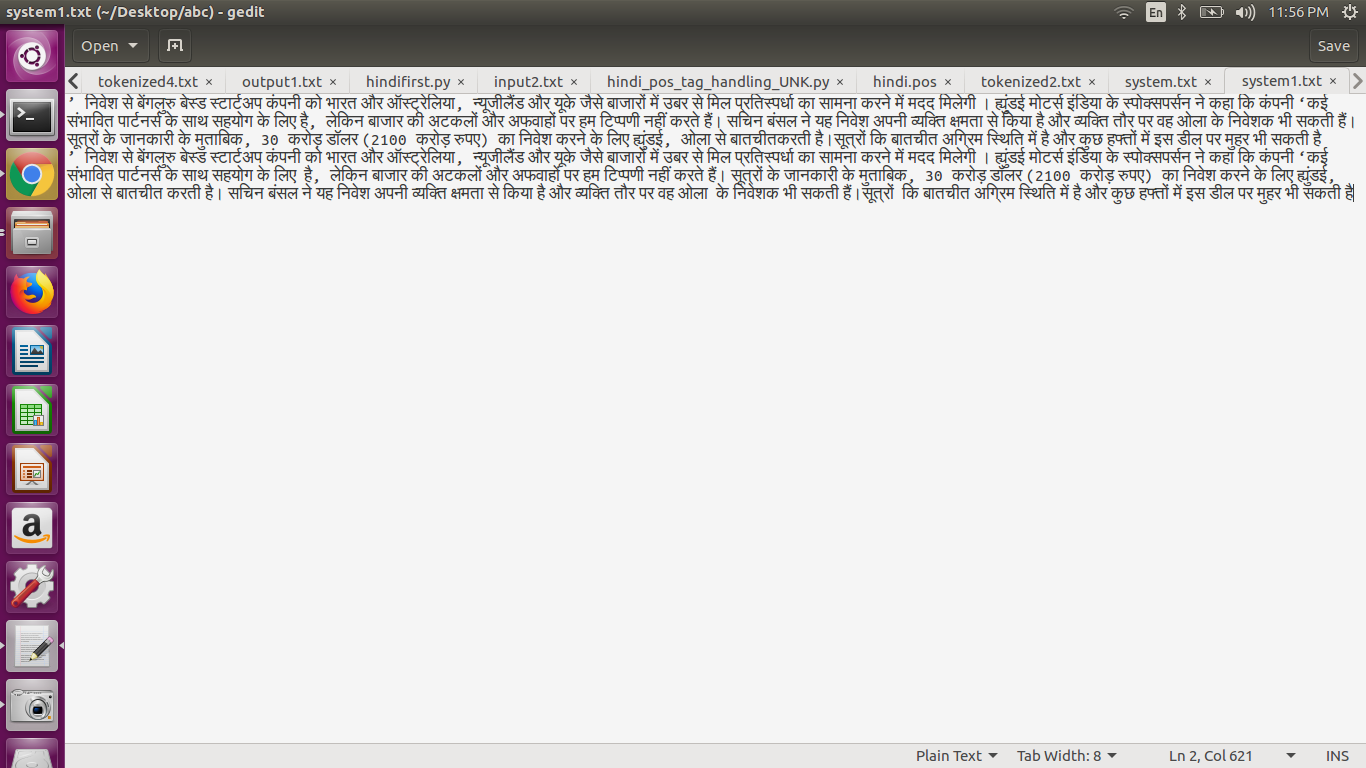 system1.txt (~/Desktop/abc) - gedit
En
11:56 PM
Open
Save
tokenized4.txt × output1.txt × hindifirst.py × input2.txt × hindi_pos_tag_handling_UNK.py × hindi.pos × tokenized2.txt × system.txt × system1.txt ×
’ निवेश से बेंगलुरु बेस्ड स्टार्टअप कंपनी को भारत और ऑस्ट्रेलिया, न्यूजीलैंड और यूके जैसे बाजारों में उबर से मिल प्रतिस्पर्धा का सामना करने में मदद मिलेगी । ह्युंडई मोटर्स इंडिया के स्पोक्सपर्सन ने कहा कि कंपनी ‘कई
संभावित पार्टनर्स के साथ सहयोग के लिए है, लेकिन बाजार की अटकलों और अफवाहों पर हम टिप्पणी नहीं करते हैं। सचिन बंसल ने यह निवेश अपनी व्यक्ति क्षमता से किया है और व्यक्ति तौर पर वह ओला के निवेशक भी सकती हैं।
सूत्रों के जानकारी के मुताबिक, 30 करोड़ डॉलर (2100 करोड़ रुपए) का निवेश करने के लिए ह्युंडई, ओला से बातचीतकरती है।सूत्रों कि बातचीत अग्रिम स्थिति में है और कुछ हफ्तों में इस डील पर मुहर भी सकती है
’ निवेश से बेंगलुरु बेस्ड स्टार्टअप कंपनी को भारत और ऑस्ट्रेलिया, न्यूजीलैंड और यूके जैसे बाजारों में उबर से मिल प्रतिस्पर्धा का सामना करने में मदद मिलेगी । ह्युंडई मोटर्स इंडिया के स्पोक्सपर्सन ने कहा कि कंपनी ‘कई
संभावित पार्टनर्स के साथ सहयोग के लिए है, लेकिन बाजार की अटकलों और अफवाहों पर हम टिप्पणी नहीं करते हैं। सूत्रों के जानकारी के मुताबिक, 30 करोड़ डॉलर (2100 करोड़ रुपए) का निवेश करने के लिए ह्युंडई,
ओला से बातचीत करती है। सचिन बंसल ने यह निवेश अपनी व्यक्ति क्षमता से किया है और व्यक्ति तौर पर वह ओला के निवेशक भी सकती हैं।सूत्रों कि बातचीत अग्रिम स्थिति में है और कुछ हफ्तों में इस डील पर मुहर भी सकती है
Plain Text Tab Width: 8 Ln 2, Col 621 INS